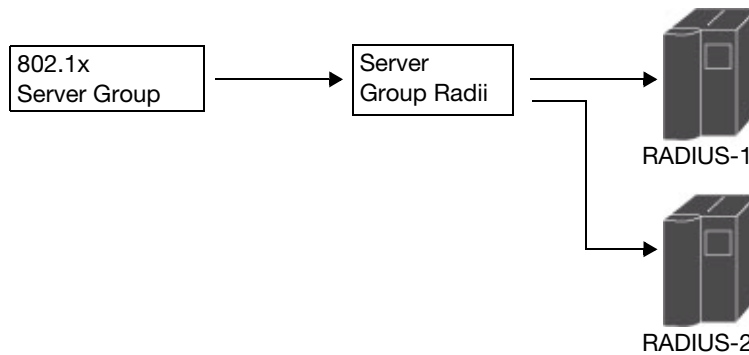 802.1x
Server Group
Server
Group Radii
RADIUS-1
RADIUS-2